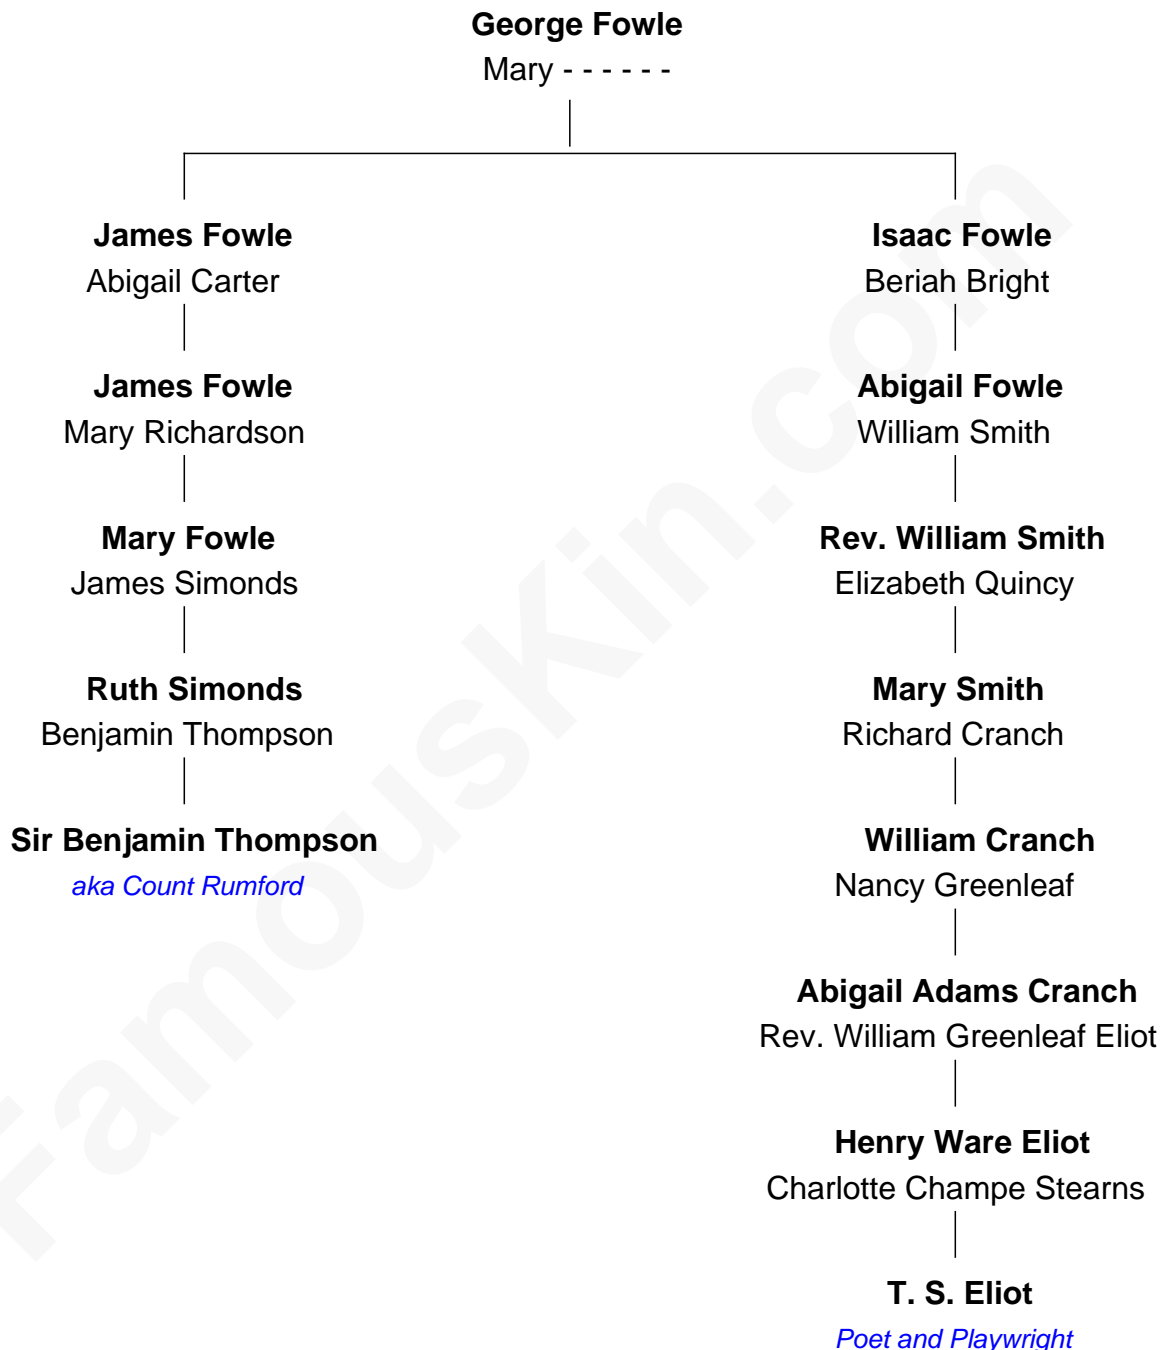 George Fowle
Mary - - - - - -
James Fowle
Abigail Carter
James Fowle
Mary Richardson
Mary Fowle
James Simonds
Ruth Simonds
Benjamin Thompson
Sir Benjamin Thompson
aka Count Rumford
Isaac Fowle
Beriah Bright
Abigail Fowle
William Smith
Rev. William Smith
Elizabeth Quincy
Mary Smith
Richard Cranch
William Cranch
Nancy Greenleaf
Abigail Adams Cranch
Rev. William Greenleaf Eliot
Henry Ware Eliot
Charlotte Champe Stearns
T. S. Eliot
Poet and Playwright
FamousKin.com